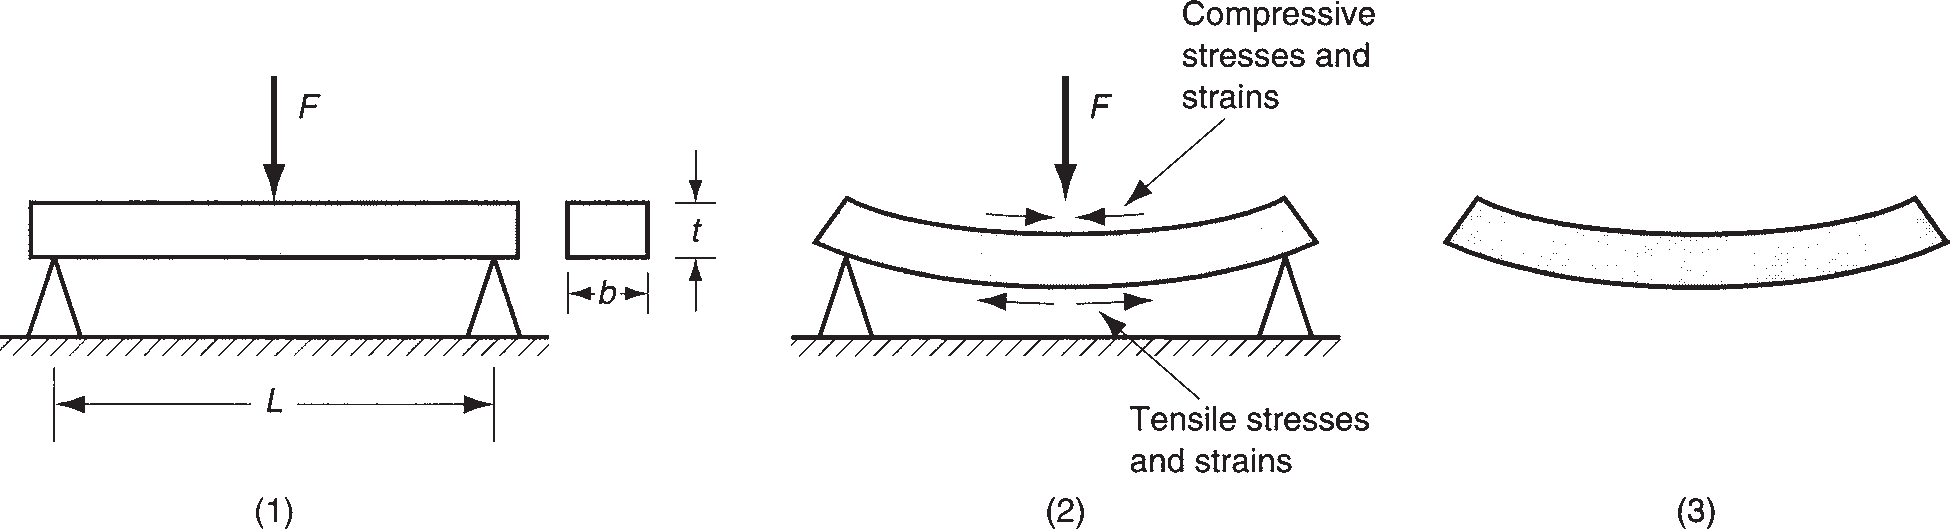 F
t
b
L
(1)
F
Compressive
stresses and
strains
Tensile stresses
and strains
(2)
(3)